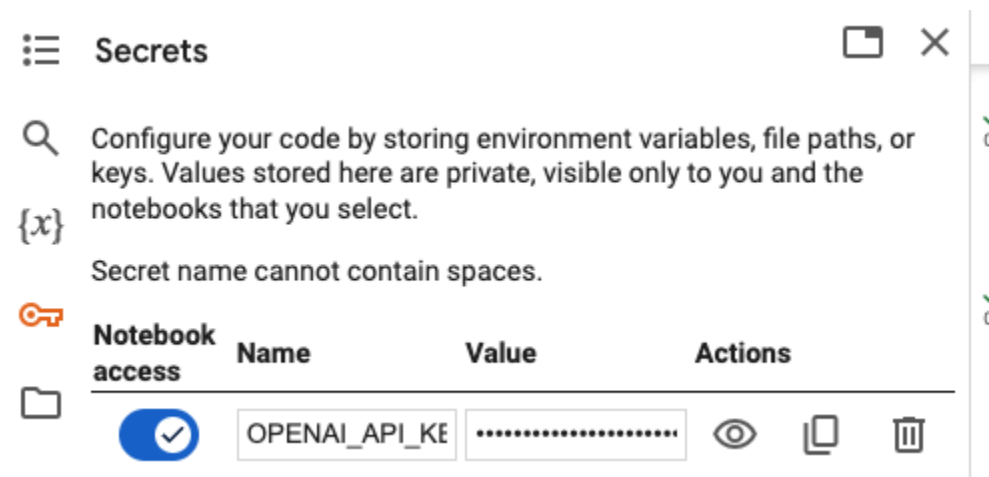 Secrets
Configure your code by storing environment variables, file paths, or
keys. Values stored here are private, visible only to you and the
notebooks that you select.
Secret name cannot contain spaces.
Notebook access Name Value Actions
OPENAI_API_KE ••••••••••••••••••••••
{x}